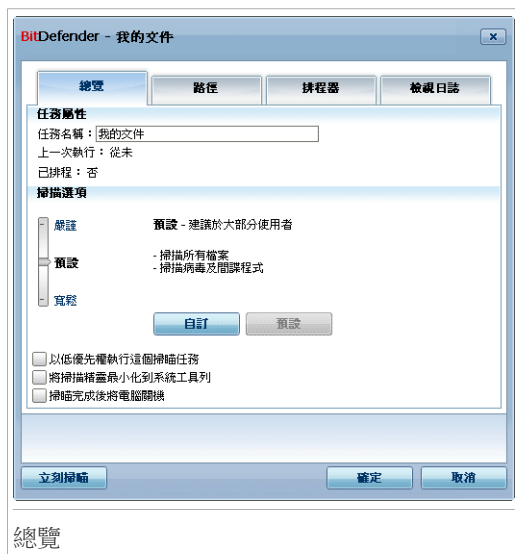 BitDefender - 我的文件
總覽 路徑 排程器 檢視日誌
任務屬性
任務名稱：我的文件
上一次執行：從未
已排程：否
掃描選項
嚴謹
預設 - 建議於大部分使用者
預設
- 掃描所有檔案
- 掃描病毒及間諜程式
寬鬆
自訂 預設
以低優先權執行這個掃瞄任務
將掃描精靈最小化到系統工具列
掃瞄完成後將電腦關機
立刻掃瞄 確定 取消
總覽